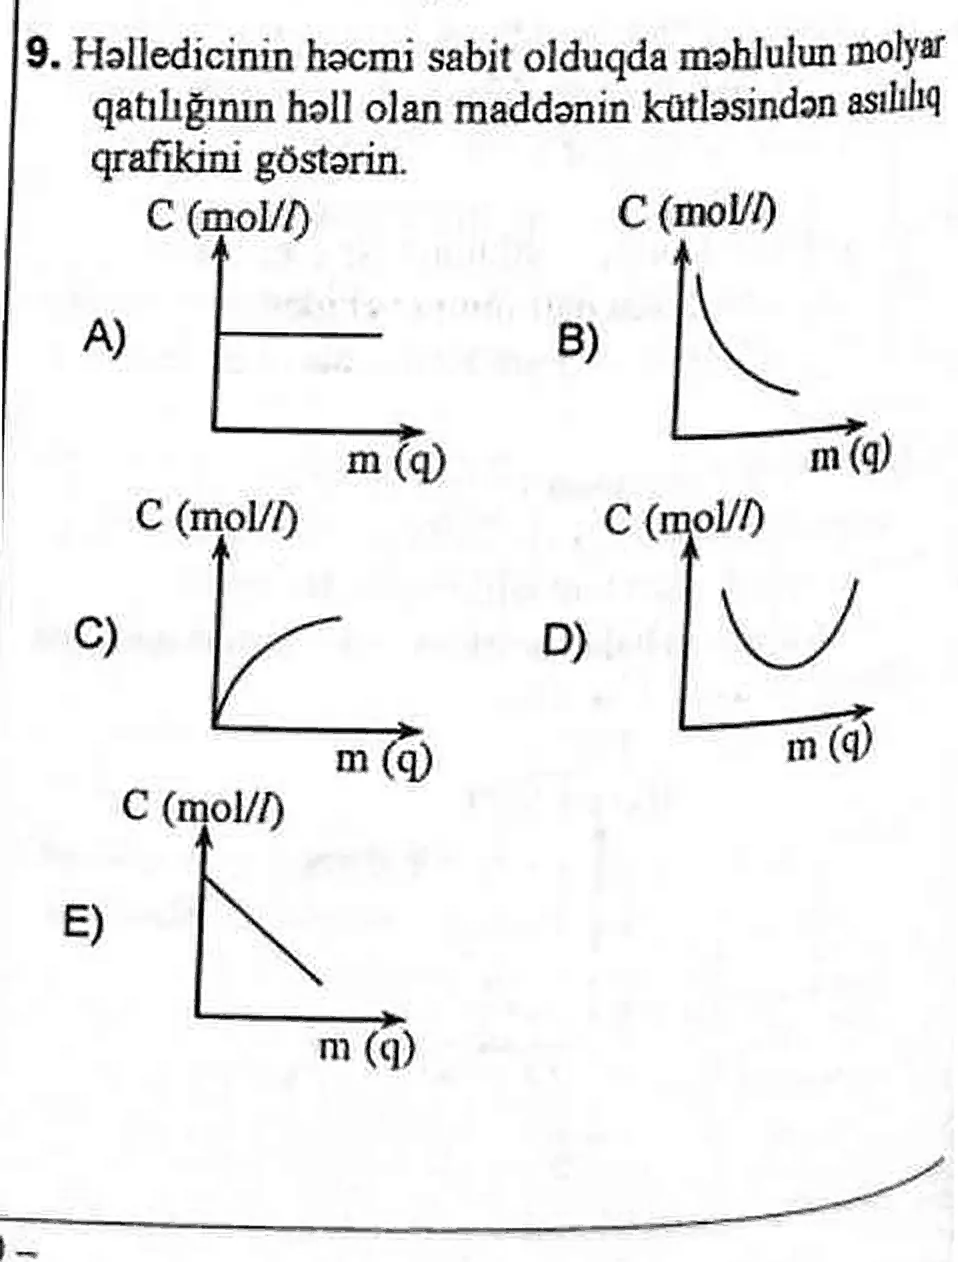 9. Həlledicinin həcmi sabit olduqda məhlulun molyar
qatılığının həll olan maddənin kütləsindən asılılıq
qrafikini göstərin.
C (mol/l)
C (mol/l)
A)
B)
m (q)
m (q)
C (mol/l)
C (mol/l)
C)
D)
m (q)
m (q)
C (mol/l)
E)
m (q)